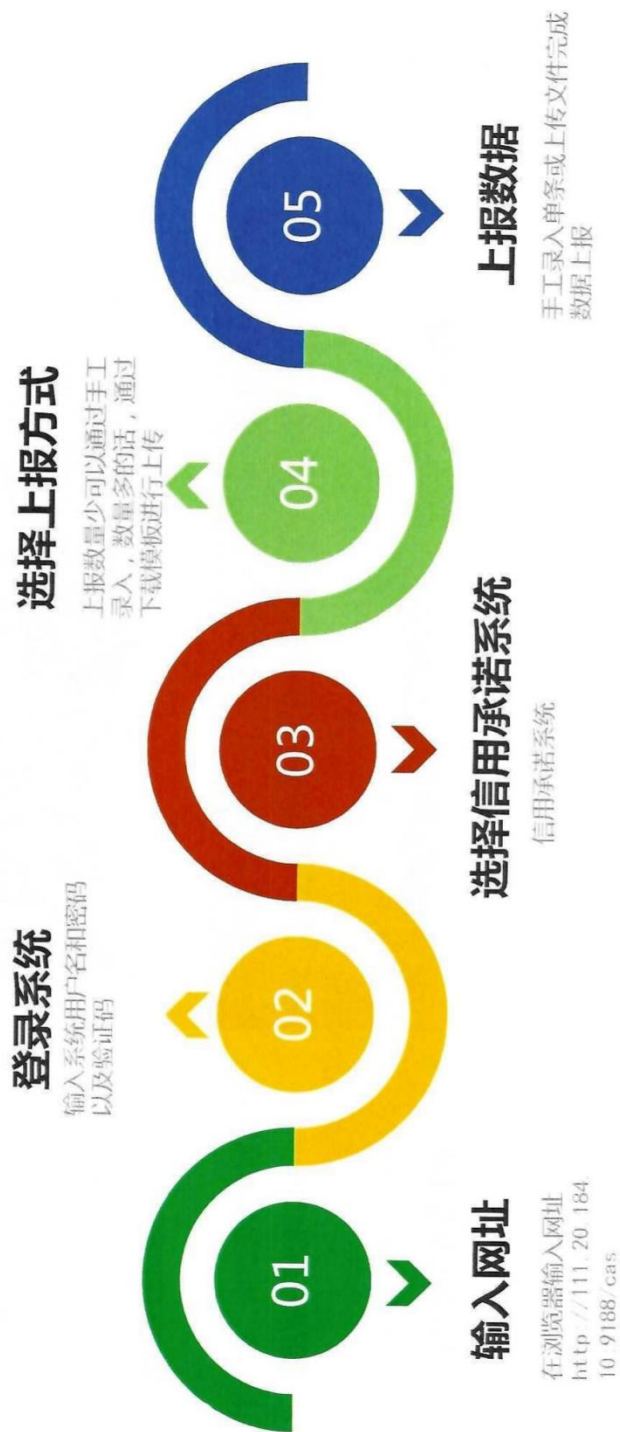 01
输入网址
在浏览器输入网址
http://111.20.184.
10:9188/cas
02
登录系统
输入系统用户名和密码
以及验证码
03
选择信用承诺系统
信用承诺系统
04
选择上报方式
上报数量少可以通过手工
录入，数量多的话，通过
下载模板进行上传
05
上报数据
手工录入单条或上传文件完成
数据上报